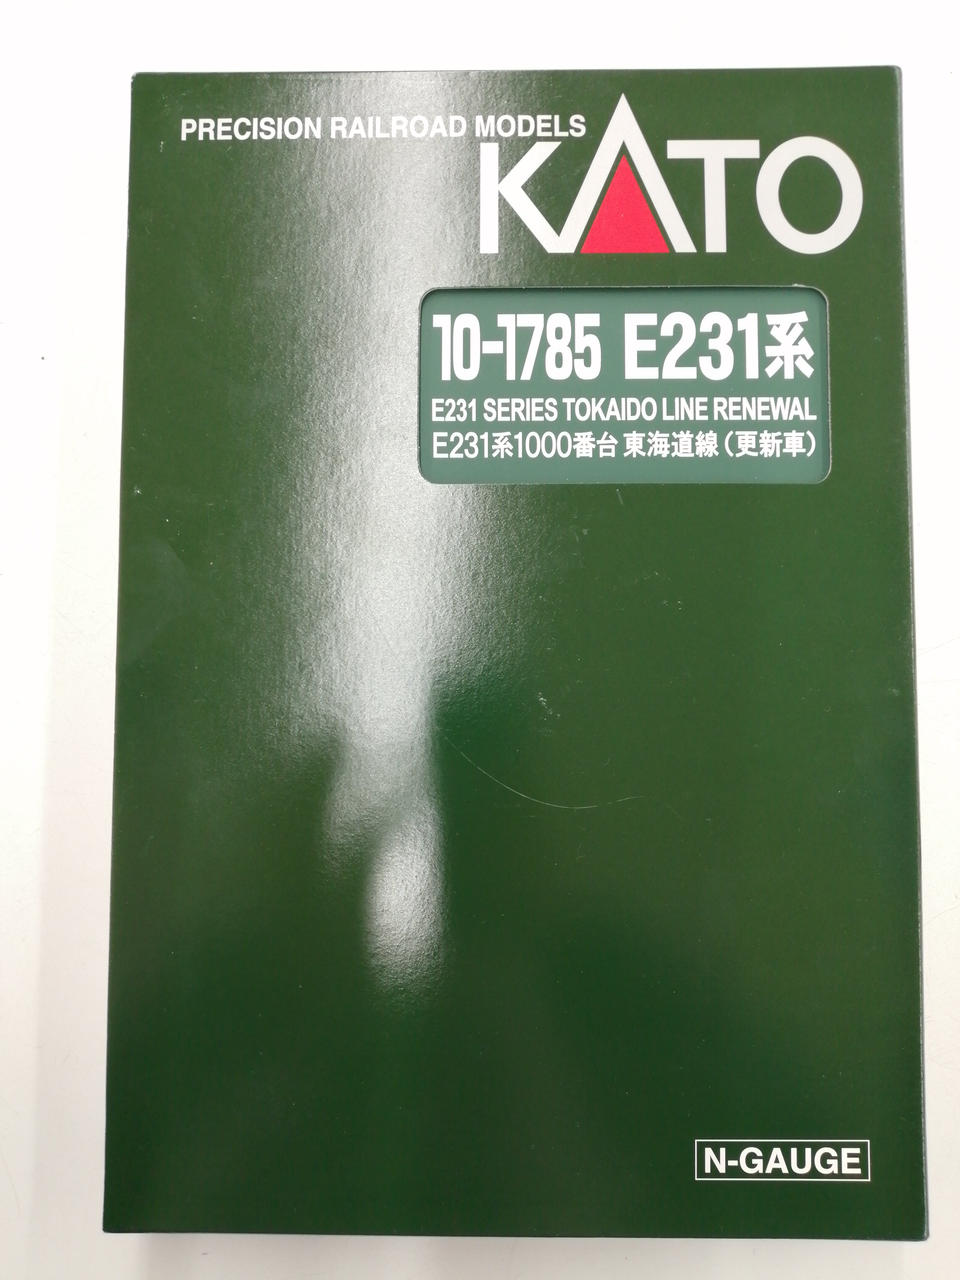 PRECISION RAILROAD MODELS
KATO
10-1785 E231系
E231 SERIES TOKAIDO LINE RENEWAL
E231系1000番台 東海道線（更新車）
N-GAUGE